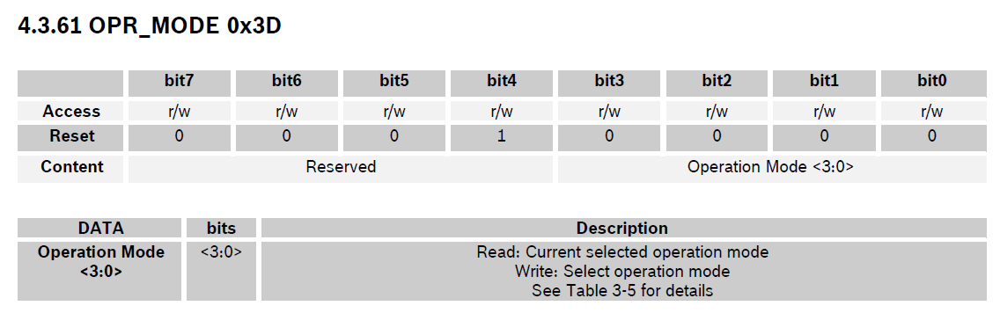 4.3.61 OPR_MODE 0x3D
bit7 bit6 bit5 bit4 bit3 bit2 bit1 bit0
Access r/w r/w r/w r/w r/w r/w r/w r/w
Reset 0 0 0 1 0 0 0 0
Content Reserved Operation Mode <3:0>
DATA bits Description
Operation Mode <3:0> Read: Current selected operation mode
<3:0> Write: Select operation mode
See Table 3-5 for details